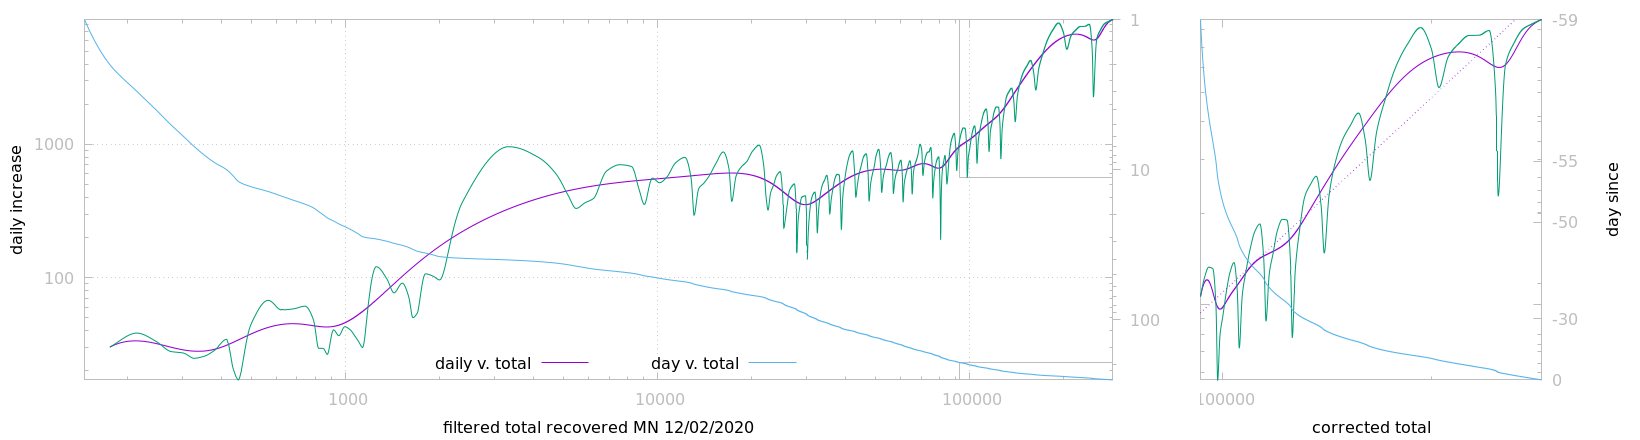 1
-59
daily increase
1000
10
-55
-50
day since
100
100
-30
daily v. total
day v. total
0
1000
10000
100000
100000
filtered total recovered MN 12/02/2020
corrected total